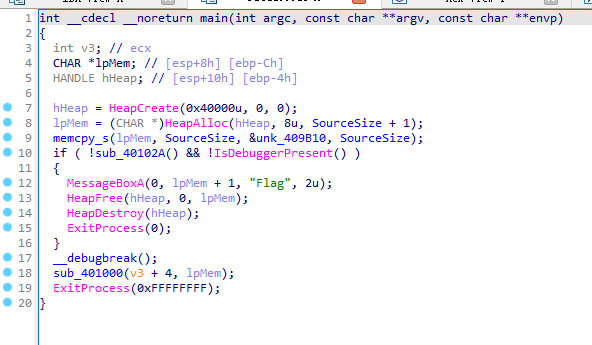 1 int __cdecl __noreturn main(int argc, const char **argv, const char **envp)
2 {
3 int v3; // ecx
4 CHAR *lpMem; // [esp+8h] [ebp-Ch]
5 HANDLE hHeap; // [esp+10h] [ebp-4h]
6
7 hHeap = HeapCreate(0x40000u, 0, 0);
8 lpMem = (CHAR *)HeapAlloc(hHeap, 8u, SourceSize + 1);
9 memcpy_s(lpMem, SourceSize, &unk_409B10, SourceSize);
10 if ( !sub_40102A() && !IsDebuggerPresent() )
11 {
12 MessageBoxA(0, lpMem + 1, "Flag", 2u);
13 HeapFree(hHeap, 0, lpMem);
14 HeapDestroy(hHeap);
15 ExitProcess(0);
16 }
17 __debugbreak();
18 sub_401000(v3 + 4, lpMem);
19 ExitProcess(0xFFFFFFFF);
20 }